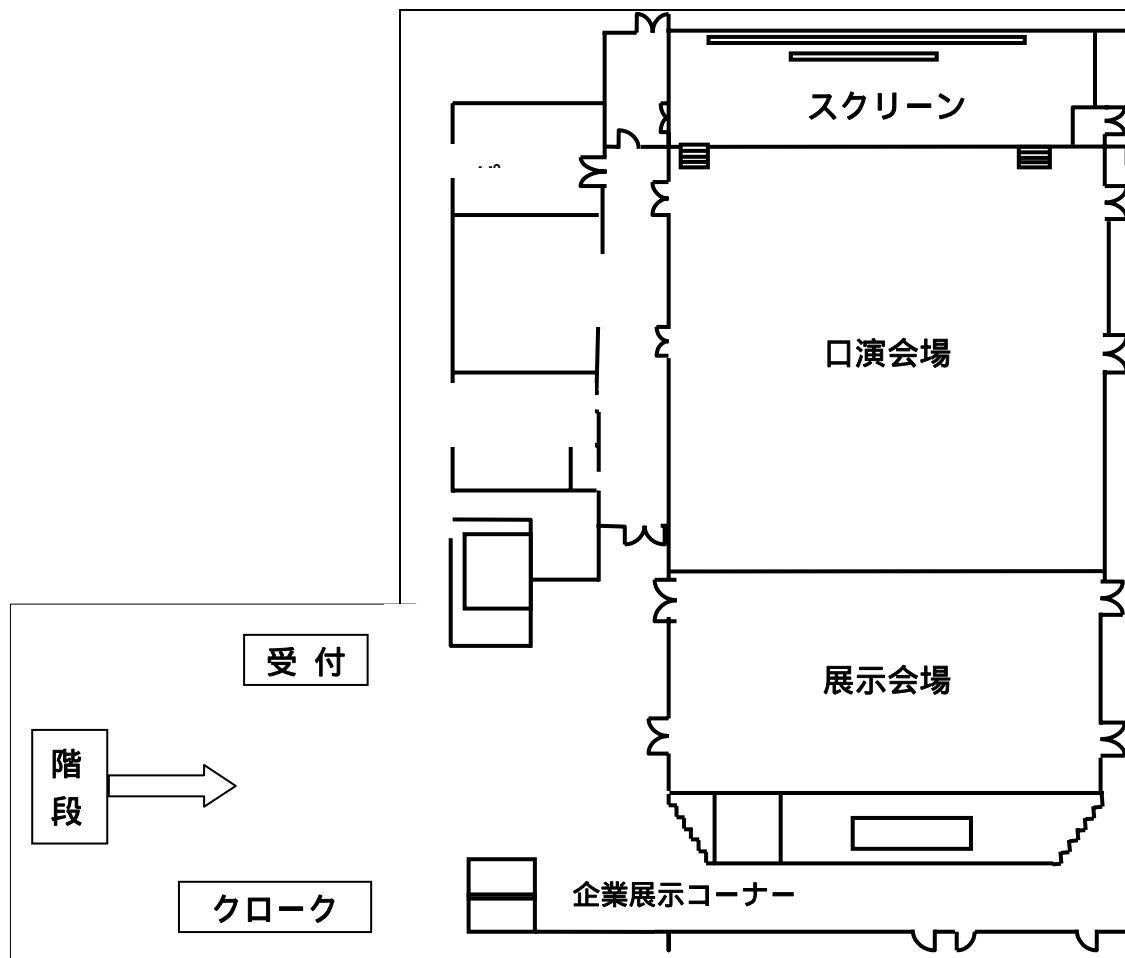 スクリーン
口演会場
受 付
展示会場
階
段
企業展示コーナー
クローク